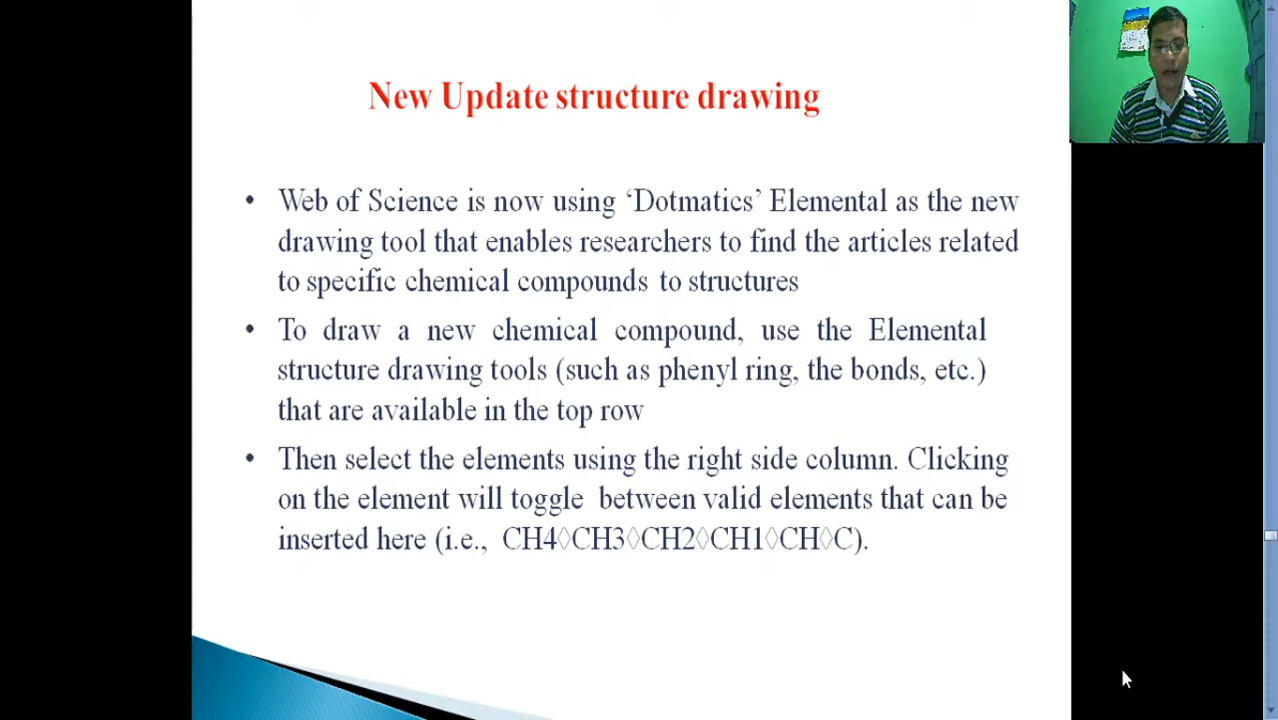 New Update structure drawing
• Web of Science is now using ‘Dotmatics’ Elemental as the new
drawing tool that enables researchers to find the articles related
to specific chemical compounds to structures
• To draw a new chemical compound, use the Elemental
structure drawing tools (such as phenyl ring, the bonds, etc.)
that are available in the top row
• Then select the elements using the right side column. Clicking
on the element will toggle between valid elements that can be
inserted here (i.e., CH4◊CH3◊CH2◊CH1◊CH◊C).